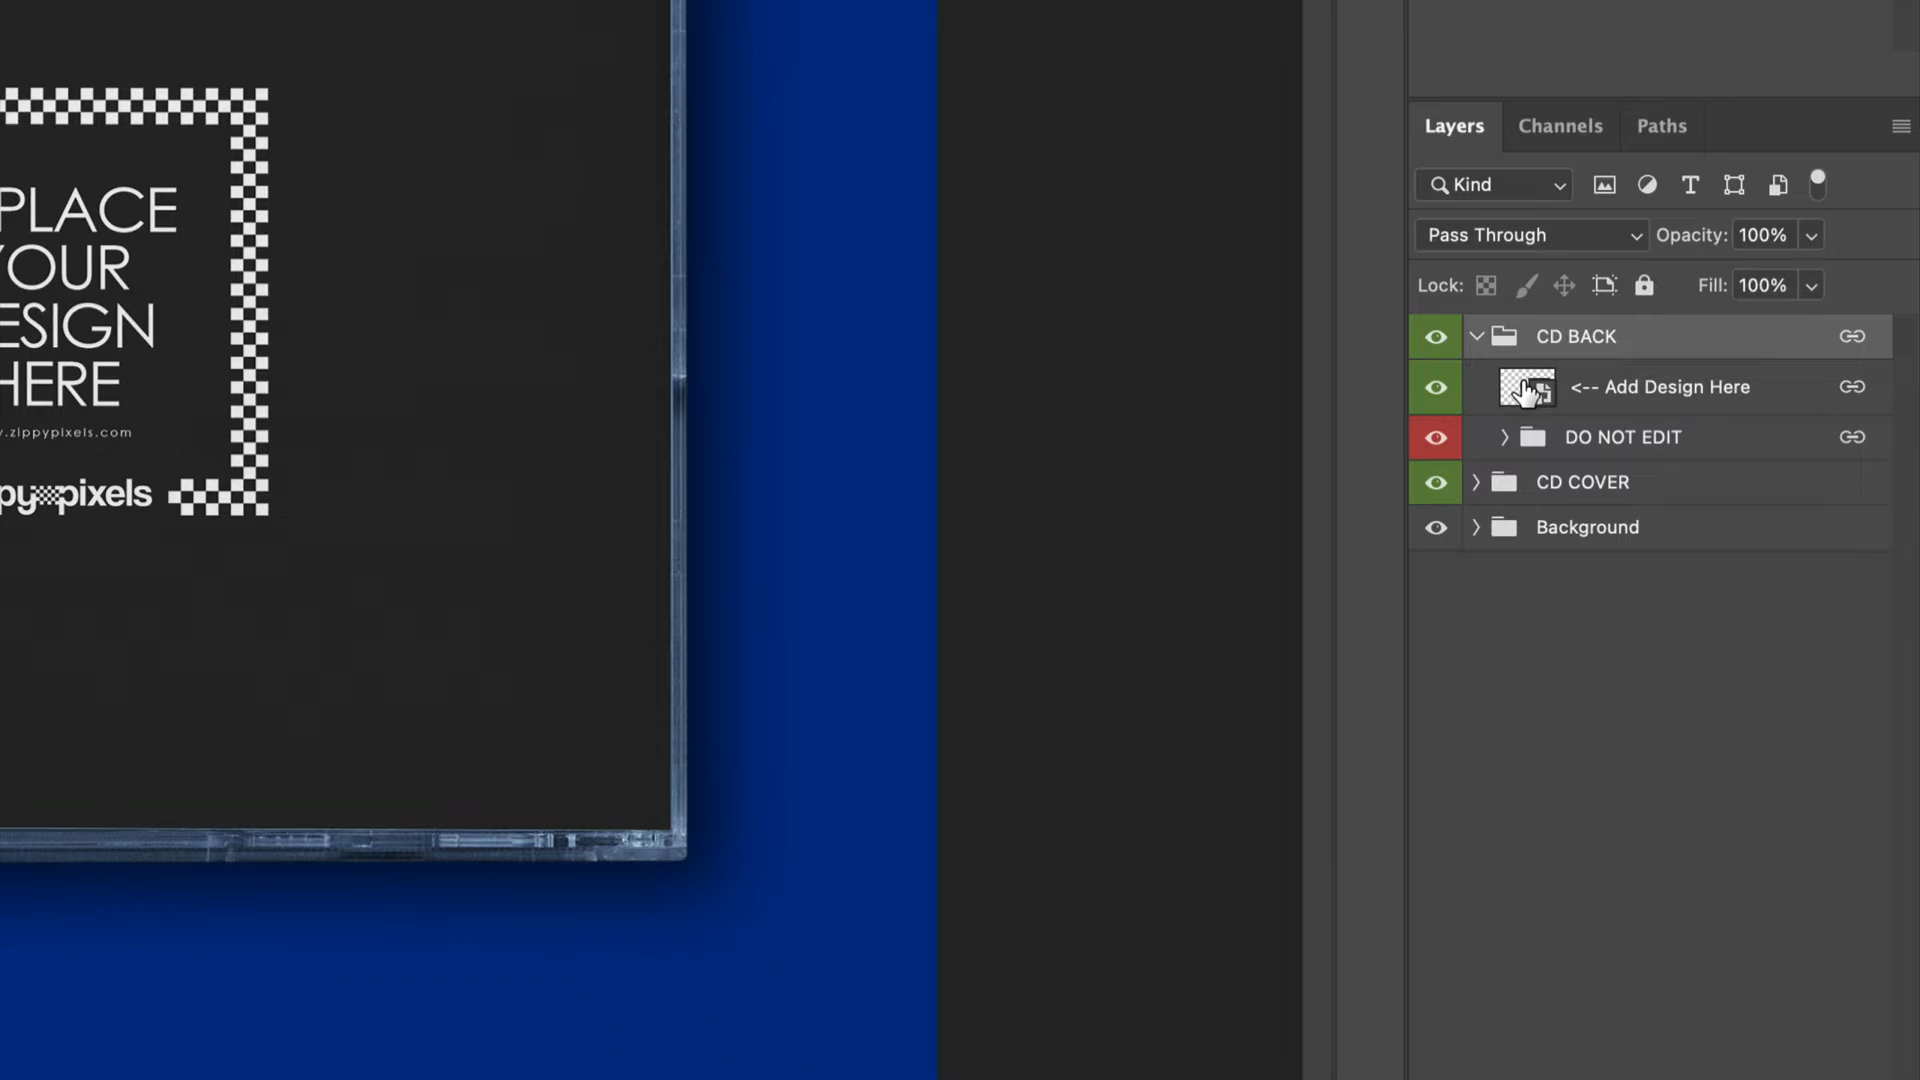 PLACE
YOUR
ESIGN
HERE
.zippypixels.com
py pixels
Layers Channels Paths
Kind
Pass Through Opacity: 100%
Lock: Fill: 100%
CD BACK
<-- Add Design Here
DO NOT EDIT
CD COVER
Background